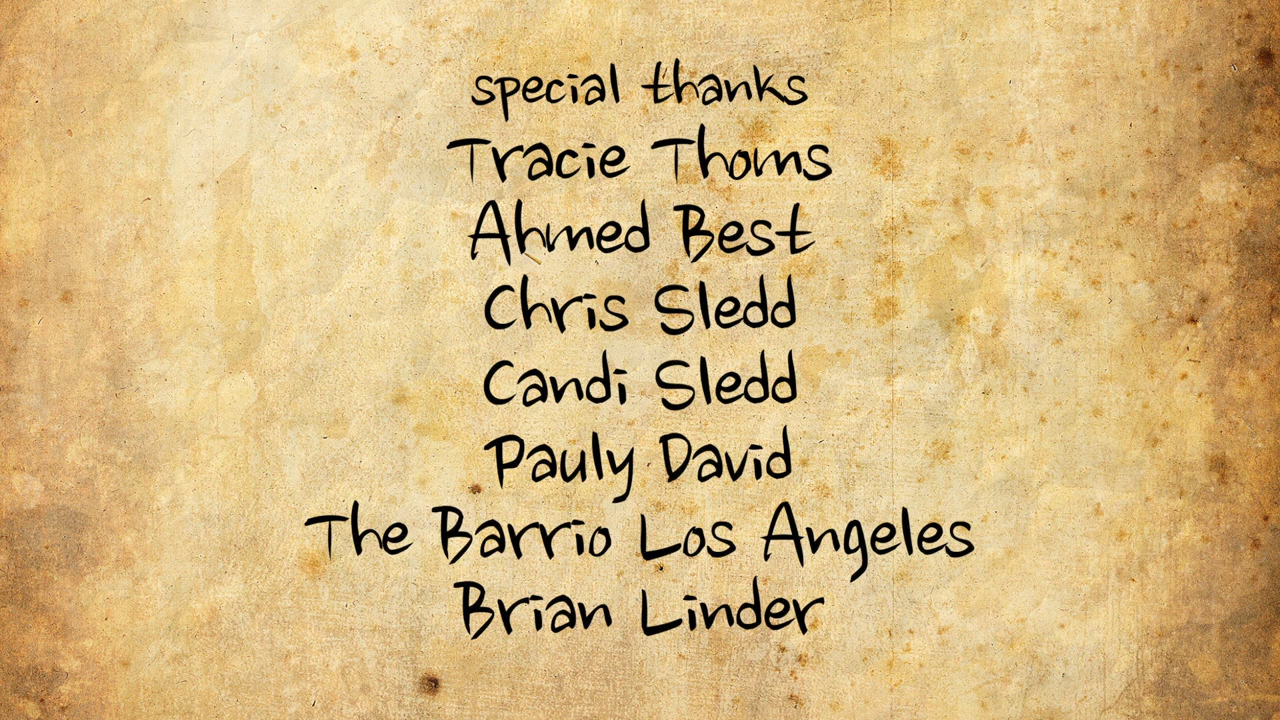 special thanks
Tracie Thoms
Ahmed Best
Chris Sledd
Candi Sledd
Pauly David
The Barrio Los Angeles
Brian Linder